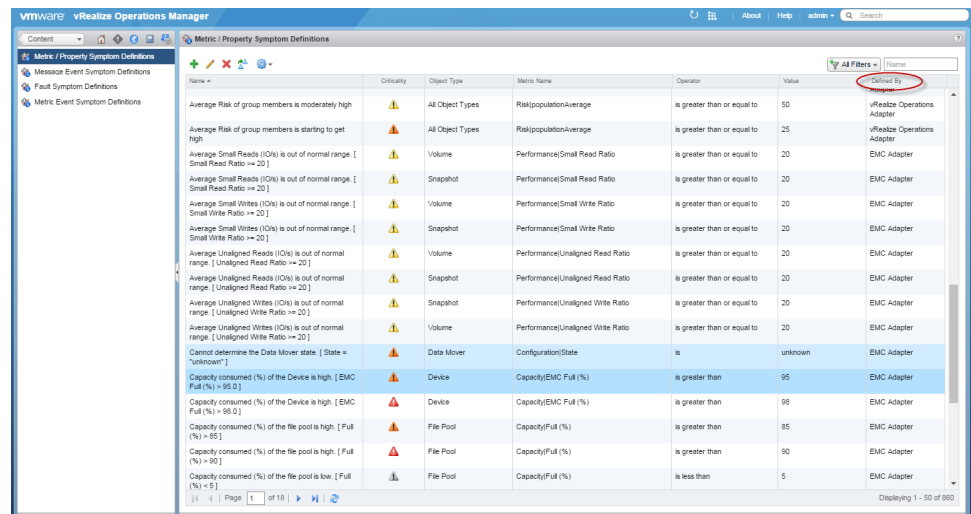 vmware vRealize Operations Manager
About Help admin Search
Content
Metric / Property Symptom Definitions
Metric / Property Symptom Definitions
Message Event Symptom Definitions
Fault Symptom Definitions
Metric Event Symptom Definitions
All Filters Name
Name Criticality Object Type Metric Name Operator Value Defined By
Adapter
Average Risk of group members is moderately high All Object Types Risk|populationAverage is greater than or equal to 50 vRealize Operations
Adapter
Average Risk of group members is starting to get All Object Types Risk|populationAverage is greater than or equal to 25 vRealize Operations
high Adapter
Average Small Reads (IO/s) is out of normal range. [ Volume Performance|Small Read Ratio is greater than or equal to 20 EMC Adapter
Small Read Ratio >= 20 ]
Average Small Reads (IO/s) is out of normal range. [ Snapshot Performance|Small Read Ratio is greater than or equal to 20 EMC Adapter
Small Read Ratio >= 20 ]
Average Small Writes (IO/s) is out of normal range. [ Volume Performance|Small Write Ratio is greater than or equal to 20 EMC Adapter
Small Write Ratio >= 20 ]
Average Small Writes (IO/s) is out of normal range. [ Snapshot Performance|Small Write Ratio is greater than or equal to 20 EMC Adapter
Small Write Ratio >= 20 ]
Average Unaligned Reads (IO/s) is out of normal Volume Performance|Unaligned Read Ratio is greater than or equal to 20 EMC Adapter
range. [ Unaligned Read Ratio >= 20 ]
Average Unaligned Reads (IO/s) is out of normal Snapshot Performance|Unaligned Read Ratio is greater than or equal to 20 EMC Adapter
range. [ Unaligned Read Ratio >= 20 ]
Average Unaligned Writes (IO/s) is out of normal Snapshot Performance|Unaligned Write Ratio is greater than or equal to 20 EMC Adapter
range. [ Unaligned Write Ratio >= 20 ]
Average Unaligned Writes (IO/s) is out of normal Volume Performance|Unaligned Write Ratio is greater than or equal to 20 EMC Adapter
range. [ Unaligned Write Ratio >= 20 ]
Cannot determine the Data Mover state. [ State = Data Mover Configuration|State is unknown EMC Adapter
"unknown" ]
Capacity consumed (%) of the Device is high. [ EMC Device Capacity|EMC Full (%) is greater than 95 EMC Adapter
Full (%) > 95.0 ]
Capacity consumed (%) of the Device is high. [ EMC Device Capacity|EMC Full (%) is greater than 98 EMC Adapter
Full (%) > 98.0 ]
Capacity consumed (%) of the file pool is high. [ Full File Pool Capacity|Full (%) is greater than 85 EMC Adapter
(%) > 85 ]
Capacity consumed (%) of the file pool is high. [ Full File Pool Capacity|Full (%) is greater than 90 EMC Adapter
(%) > 90 ]
Capacity consumed (%) of the file pool is low. [ Full File Pool Capacity|Full (%) is less than 5 EMC Adapter
(%) < 5 ]
Page 1 of 18 Displaying 1 - 50 of 860